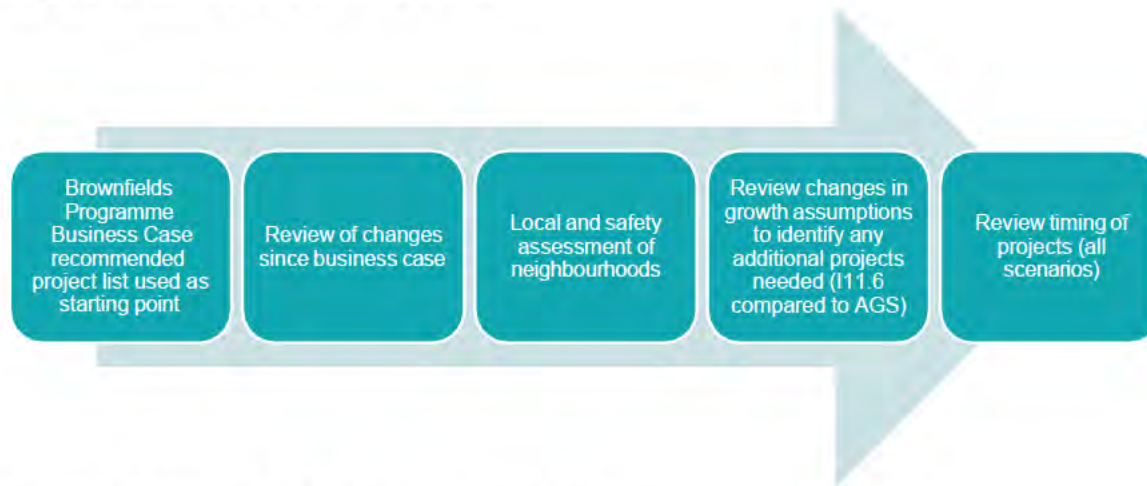 Brownfields
Programme
Business Case
recommended
project list used as
starting point
Review of changes
since business case
Local and safety
assessment of
neighbourhoods
Review changes in
growth assumptions
to identify any
additional projects
needed (I11.6
compared to AGS)
Review timing of
projects (all
scenarios)